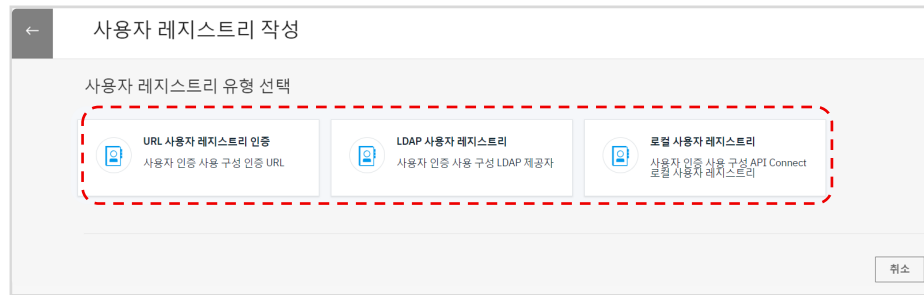 사용자 레지스트리 작성
사용자 레지스트리 유형 선택
URL 사용자 레지스트리 인증
사용자 인증 사용 구성 인증 URL
LDAP 사용자 레지스트리
사용자 인증 사용 구성 LDAP 제공자
로컬 사용자 레지스트리
사용자 인증 사용 구성 API Connect
로컬 사용자 레지스트리
취소